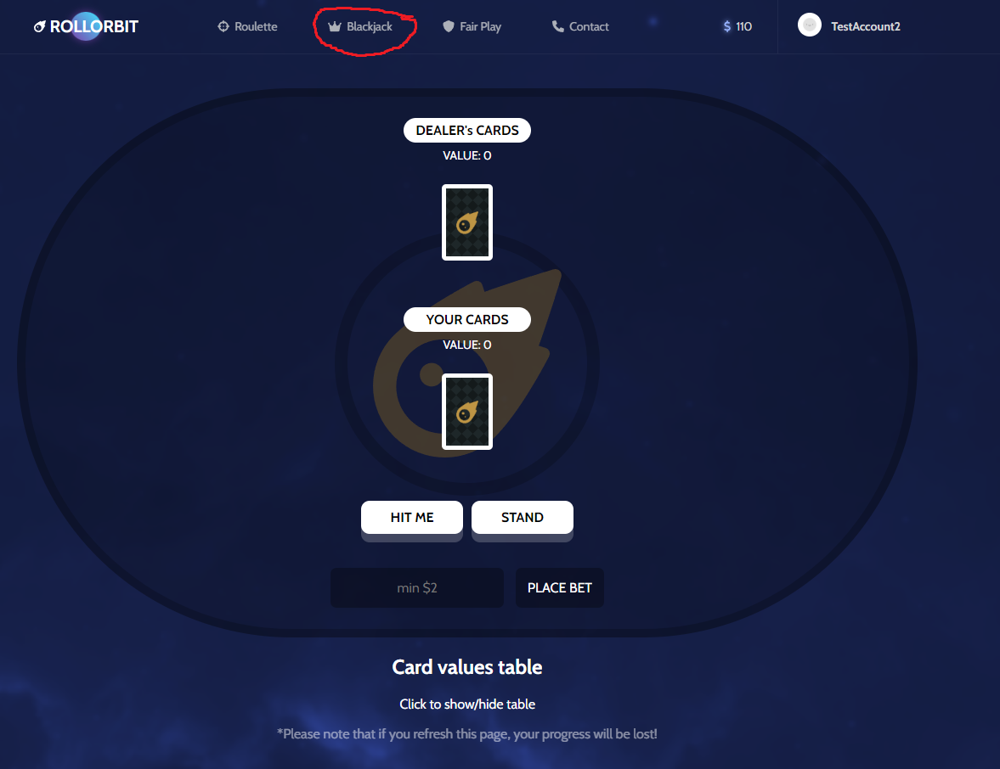 ROLLORBIT
Roulette
Blackjack
Fair Play
Contact
$ 110
TestAccount2
DEALER's CARDS
VALUE: 0
YOUR CARDS
VALUE: 0
HIT ME
STAND
min $2
PLACE BET
Card values table
Click to show/hide table
*Please note that if you refresh this page, your progress will be lost!